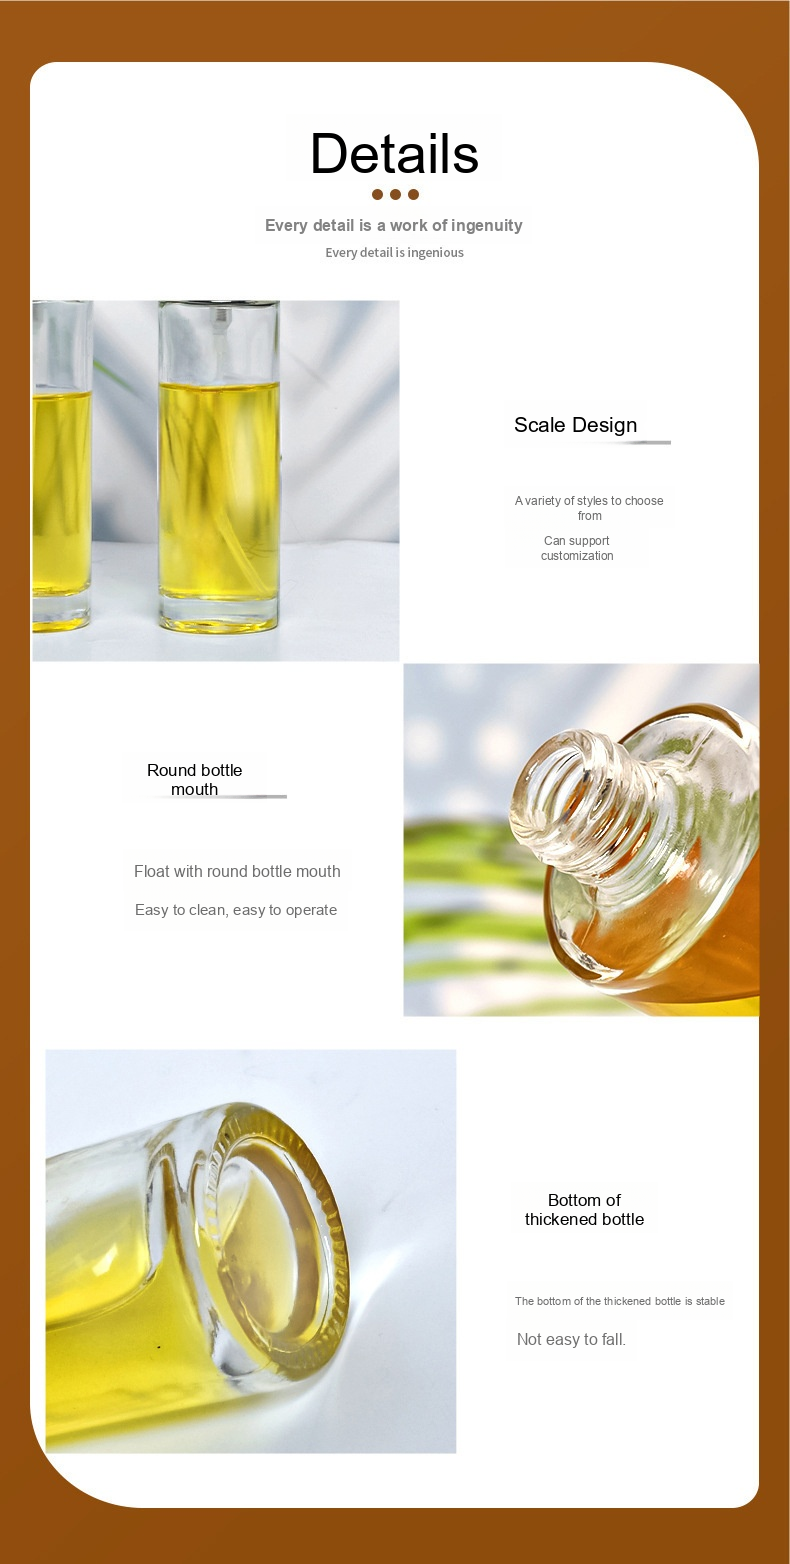 Details
Every detail is a work of ingenuity
Every detail is ingenious
Scale Design
A variety of styles to choose
from
Can support
customization
Round bottle
mouth
Float with round bottle mouth
Easy to clean, easy to operate
Bottom of
thickened bottle
The bottom of the thickened bottle is stable
Not easy to fall.